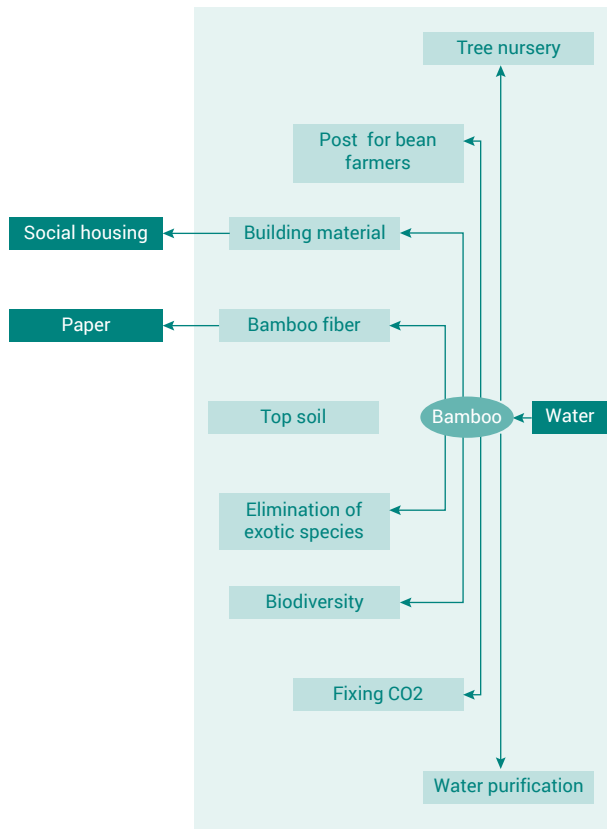 Tree nursery
Post for bean
farmers
Social housing
Building material
Paper
Bamboo fiber
Top soil
Bamboo
Water
Elimination of
exotic species
Biodiversity
Fixing CO2
Water purification